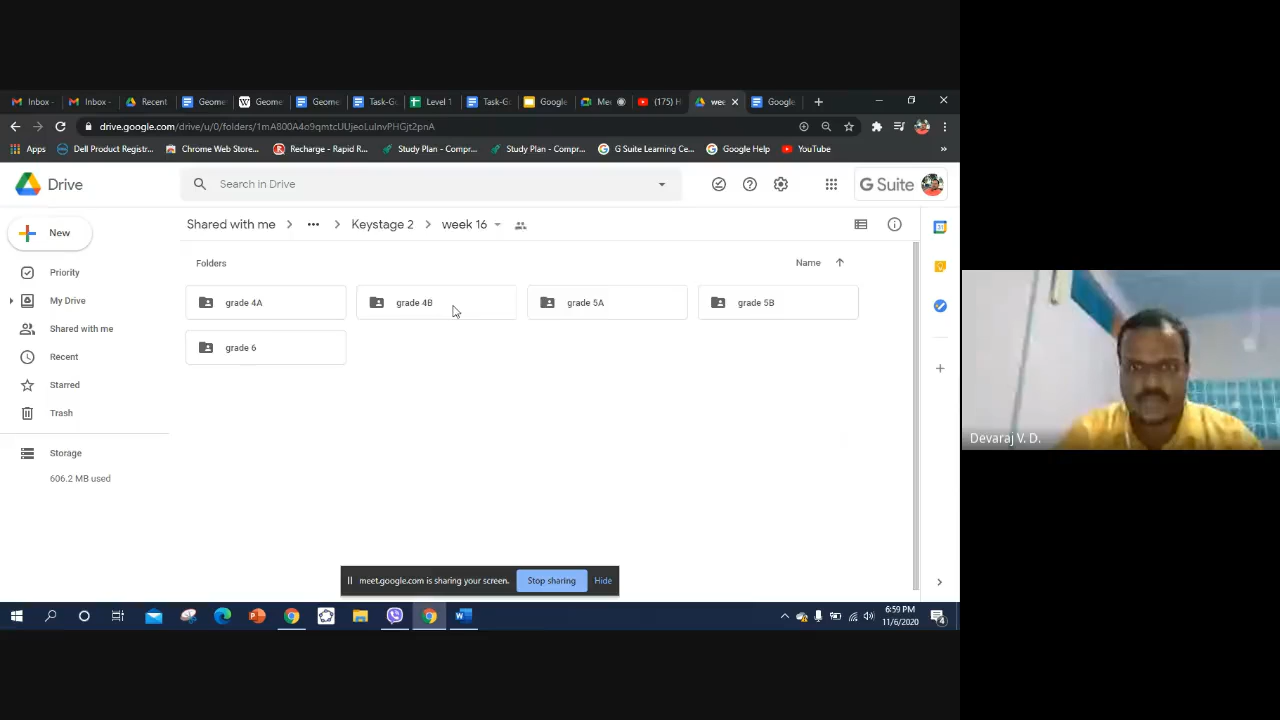 Inbox -
Inbox -
Recent
Geome
Geome
Geome
Task-G
Level 1
Task-G
Google
Mee
(175) H
wee
Google
drive.google.com/drive/u/0/folders/
Apps
Dell Product Registr...
Chrome Web Store...
Recharge - Rapid R...
Study Plan - Compr...
Study Plan - Compr...
G Suite Learning Ce...
Google Help
YouTube
»
Drive
Search in Drive
G Suite
New
Shared with me > ... > Keystage 2 > week 16
Folders
Name
Priority
My Drive
Shared with me
Recent
Starred
Trash
Storage
606.2 MB used
grade 4A
grade 4B
grade 5A
grade 5B
grade 6
Devaraj V. D.
meet.google.com is sharing your screen.
Stop sharing
Hide
6:59 PM
11/6/2020
4